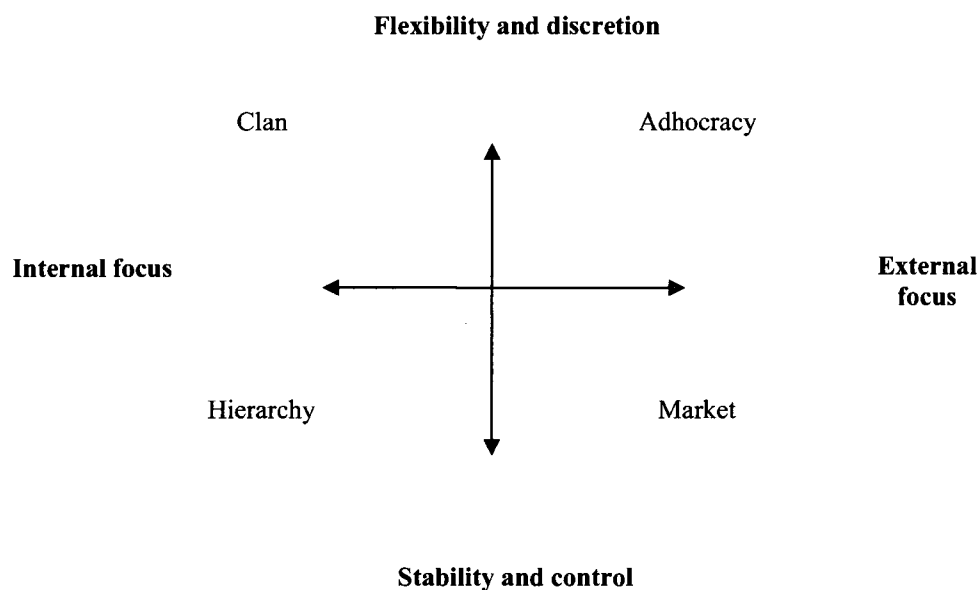 Flexibility and discretion
Clan
Adhocracy
Internal focus
External
focus
Hierarchy
Market
Stability and control